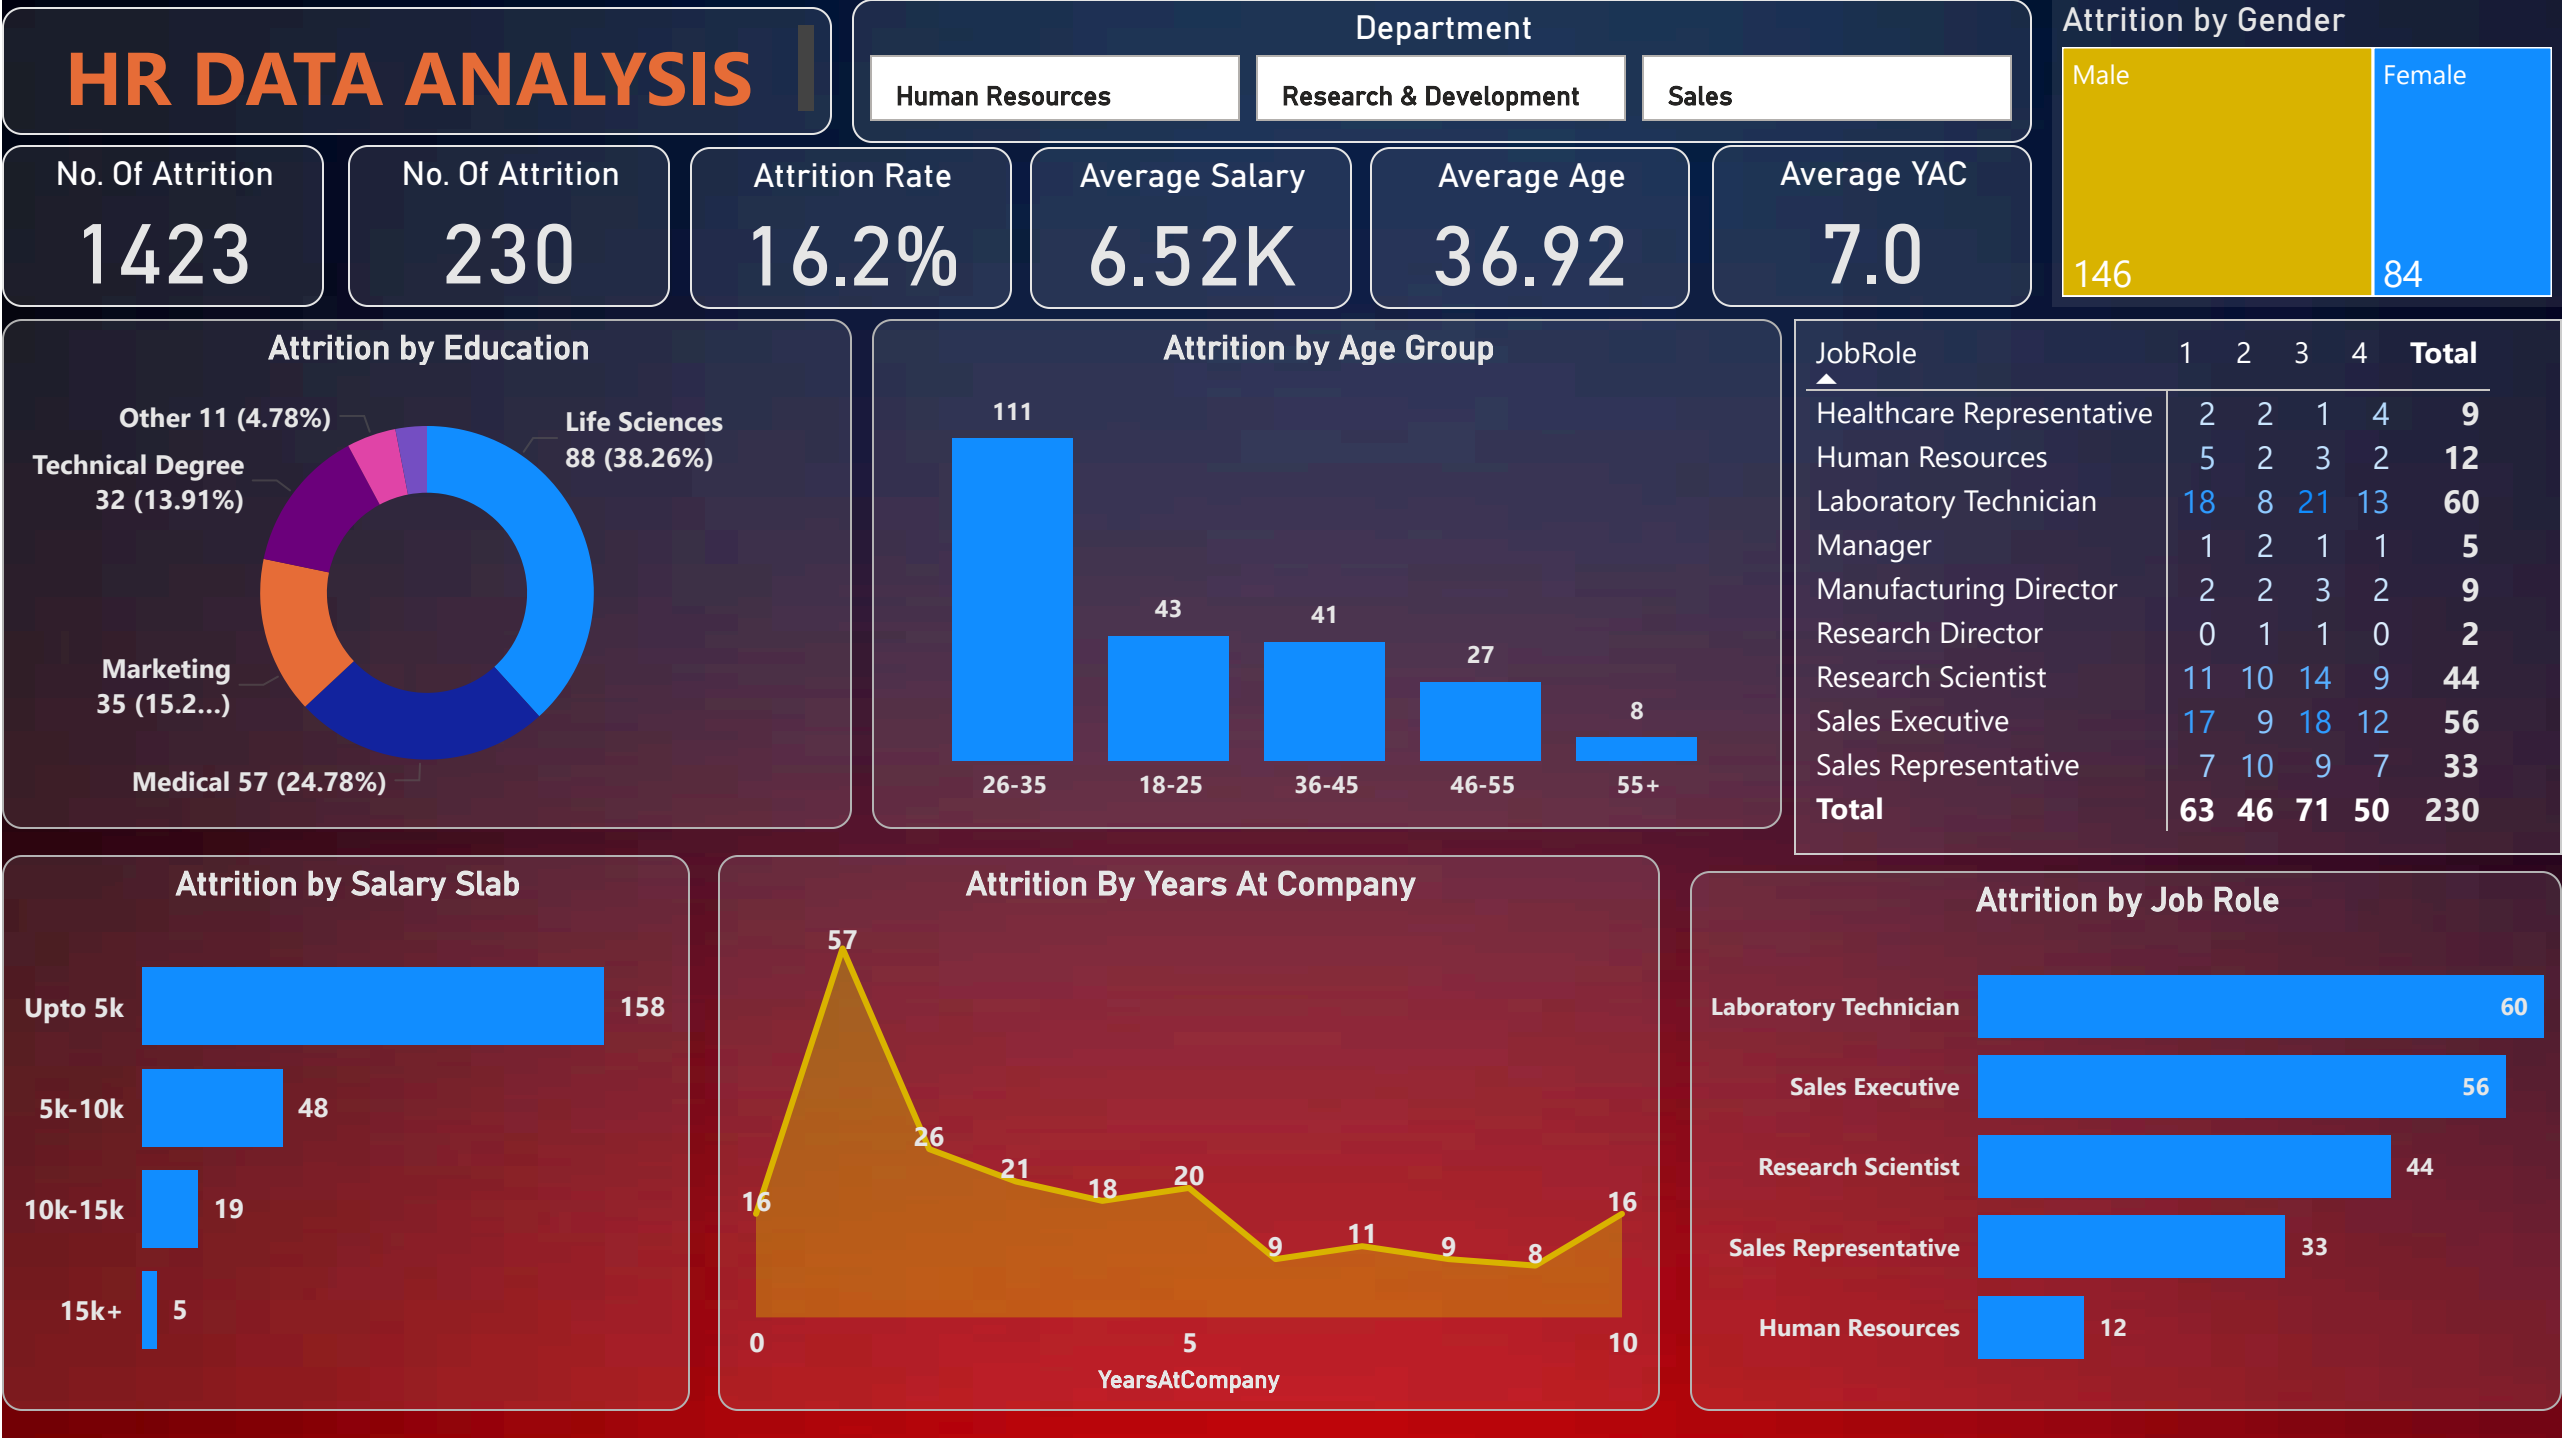 HR DATA ANALYSIS
Department
Human Resources
Research & Development
Sales
Attrition by Gender
Male
Female
146
84
No. Of Attrition
1423
No. Of Attrition
230
Attrition Rate
16.2%
Average Salary
6.52K
Average Age
36.92
Average YAC
7.0
Attrition by Education
Other 11 (4.78%)
Life Sciences
88 (38.26%)
Technical Degree
32 (13.91%)
Marketing
35 (15.2...)
Medical 57 (24.78%)
Attrition by Age Group
111
43
41
27
8
26-35
18-25
36-45
46-55
55+
JobRole 1 2 3 4 Total
Healthcare Representative 2 2 1 4 9
Human Resources 5 2 3 2 12
Laboratory Technician 18 8 21 13 60
Manager 1 2 1 1 5
Manufacturing Director 2 2 3 2 9
Research Director 0 1 1 0 2
Research Scientist 11 10 14 9 44
Sales Executive 17 9 18 12 56
Sales Representative 7 10 9 7 33
Total 63 46 71 50 230
Attrition by Salary Slab
Upto 5k 158
5k-10k 48
10k-15k 19
15k+ 5
Attrition By Years At Company
16
57
26
21
18
20
9
11
9
8
16
0
5
10
YearsAtCompany
Attrition by Job Role
Laboratory Technician 60
Sales Executive 56
Research Scientist 44
Sales Representative 33
Human Resources 12